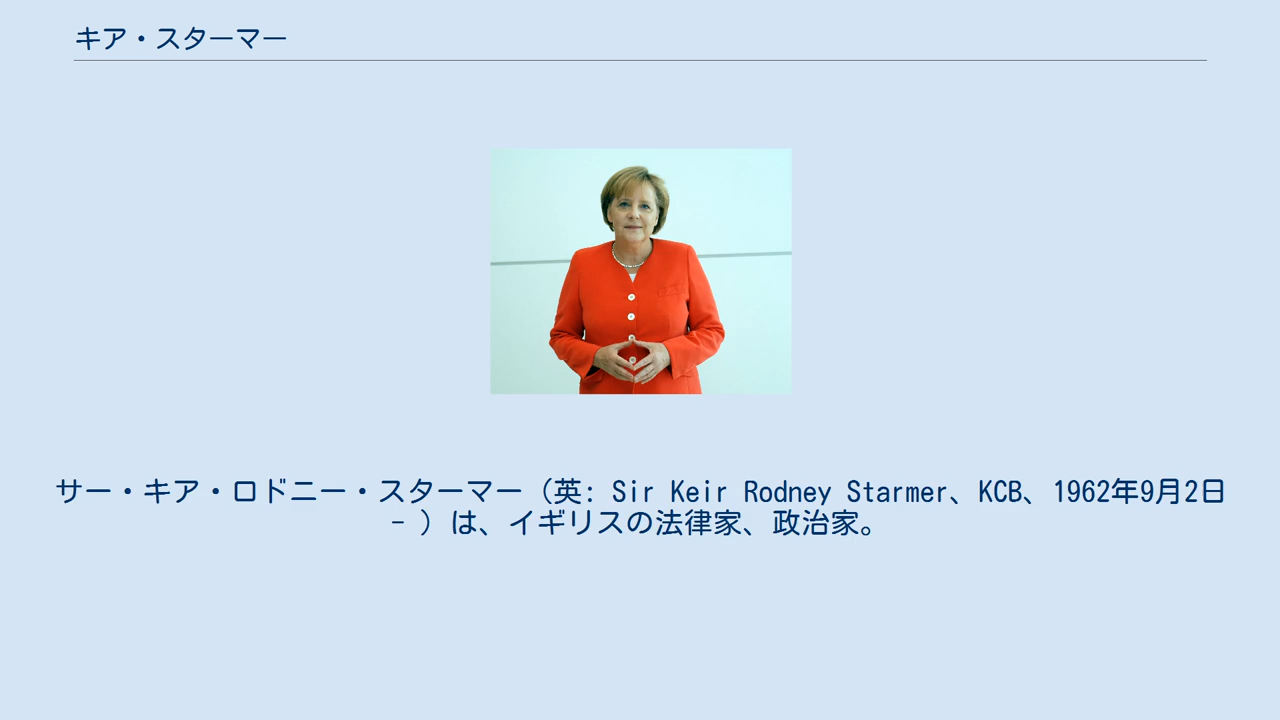 キア・スターマー
サー・キア・ロドニー・スターマー（英: Sir Keir Rodney Starmer、KCB、1962年9月2日
- ）は、イギリスの法律家、政治家。